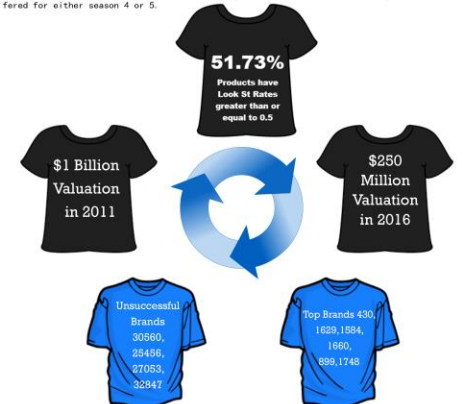 fered for either season 4 or 5.
51.73%
Products have
Look St Rates
greater than or
equal to 0.5
$1 Billion
Valuation
in 2011
$250
Million
Valuation
in 2016
Unsuccessful
Brands
30560,
25456,
27053,
32847
Top Brands 430,
1629,1584,
1660,
899,1748